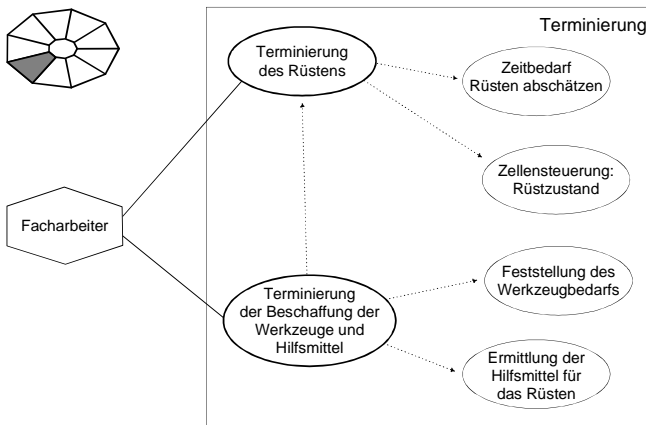 Terminierung
Terminierung
des Rüstens
Zeitbedarf
Rüsten abschätzen
Zellensteuerung:
Rüstzustand
Facharbeiter
Feststellung des
Werkzeugbedarfs
Terminierung
der Beschaffung der
Werkzeuge und
Hilfsmittel
Ermittlung der
Hilfsmittel für
das Rüsten